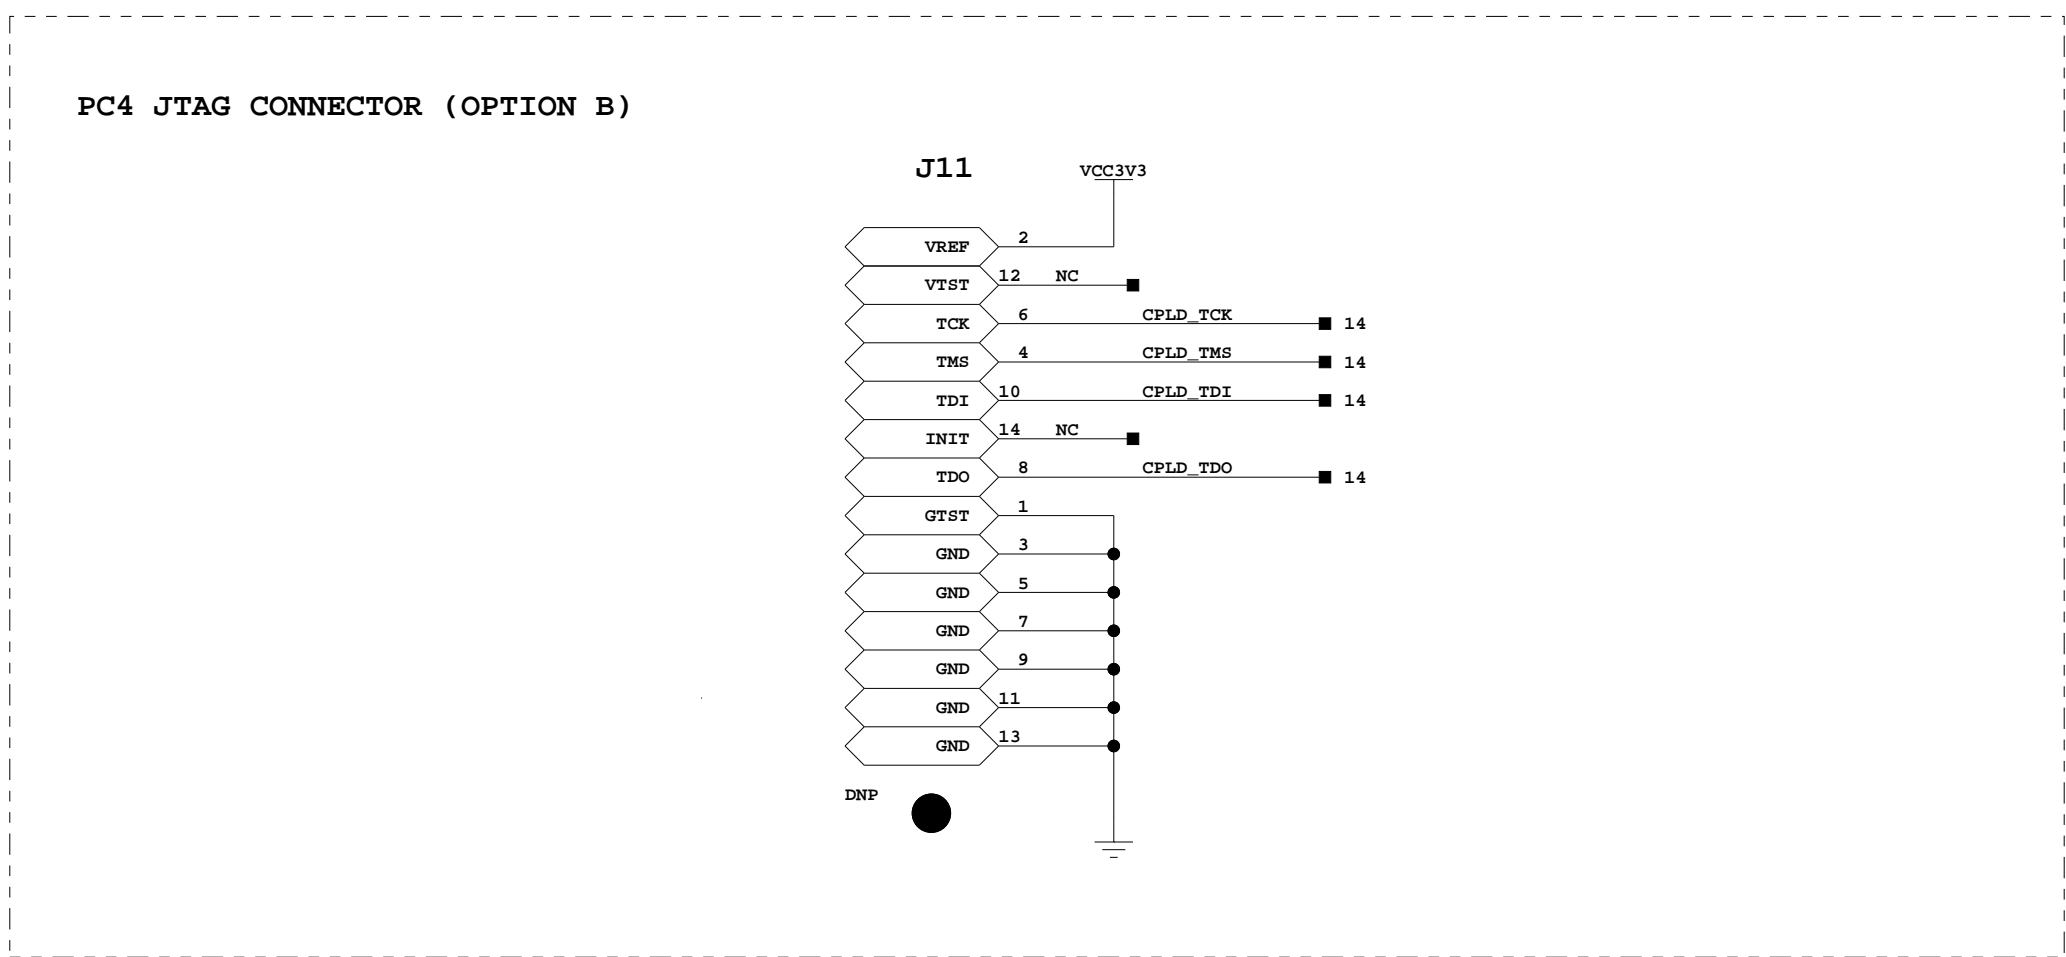 PC4 JTAG CONNECTOR (OPTION B)
J11
VCC3V3
VREF 2
VTST 12 NC
TCK 6 CPLD_TCK 14
TMS 4 CPLD_TMS 14
TDI 10 CPLD_TDI 14
INIT 14 NC
TDO 8 CPLD_TDO 14
GTST 1
GND 3
GND 5
GND 7
GND 9
GND 11
GND 13
DNP